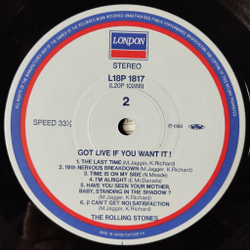 LONDON
STEREO
L18P 1817
(L20P 1028B)
2
SPEED 33⅓
GOT LIVE IF YOU WANT IT!
1. THE LAST TIME (M.Jagger, K.Richard)
2. 19th NERVOUS BREAKDOWN (M.Jagger, K.Richard)
3. TIME IS ON MY SIDE (N.Meade)
4. I'M ALRIGHT (E.McDaniels)
5. HAVE YOU SEEN YOUR MOTHER,
BABY, STANDING IN THE SHADOW ?
(M.Jagger, K.Richard)
6. (I CAN'T GET NO) SATISFACTION
(M.Jagger, K.Richard)
THE ROLLING STONES